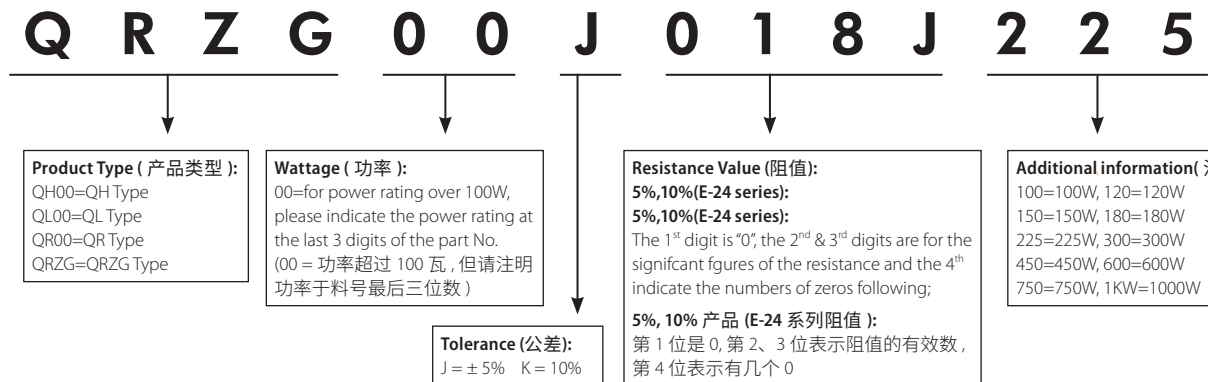 QRZG00J018J225
Product Type ( 产品类型 ):
QH00=QH Type
QL00=QL Type
QR00=QR Type
QRZG=QRZG Type
Wattage ( 功率 ):
00=for power rating over 100W,
please indicate the power rating at
the last 3 digits of the part No.
(00 = 功率超过 100 瓦 , 但请注明
功率于料号最后三位数 )
Tolerance (公差):
J = ± 5% K = 10%
Resistance Value (阻值):
5%,10%(E-24 series):
5%,10%(E-24 series):
The 1st digit is "0", the 2nd & 3rd digits are for the
signifcant fgures of the resistance and the 4th
indicate the numbers of zeros following;
5%, 10% 产品 (E-24 系列阻值 ):
第 1 位是 0, 第 2、3 位表示阻值的有效数 ,
第 4 位表示有几个 0
Additional information(
100=100W, 120=120W
150=150W, 180=180W
225=225W, 300=300W
450=450W, 600=600W
750=750W, 1KW=1000W